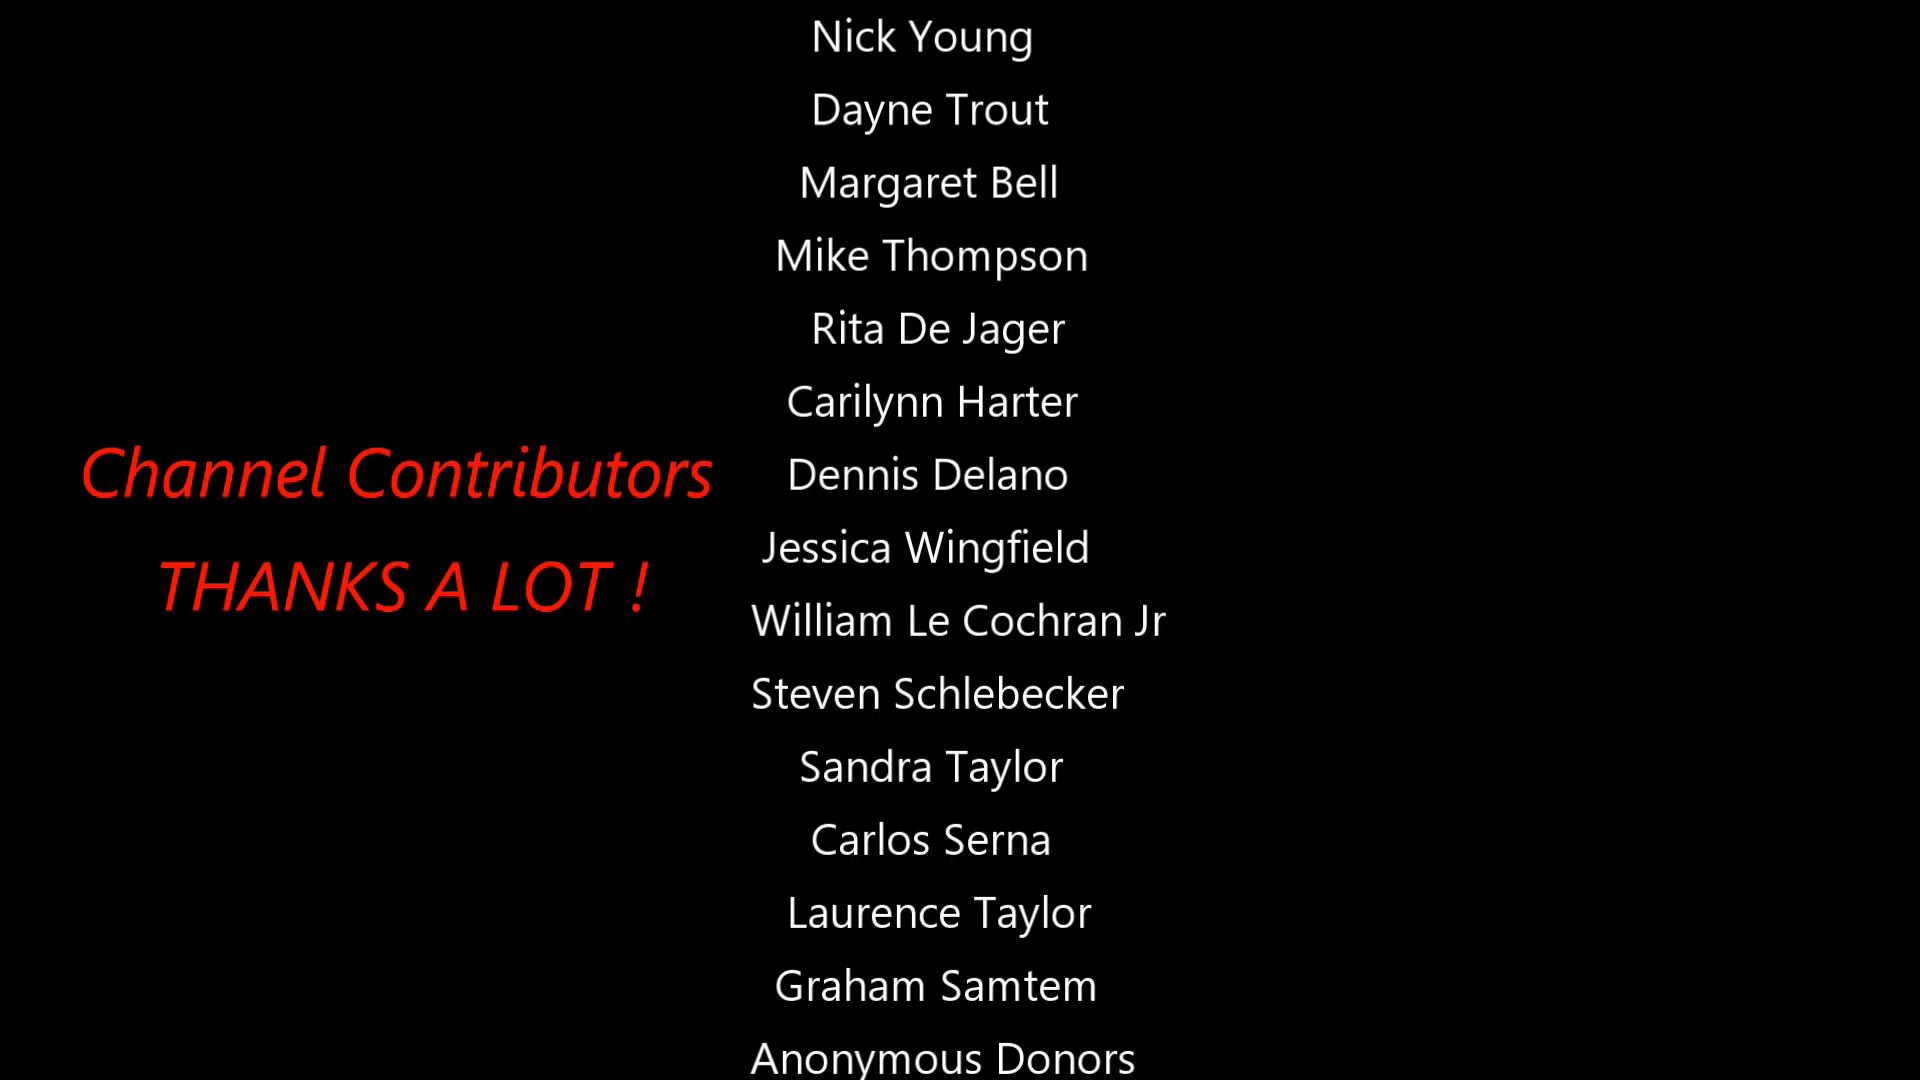 Channel Contributors
THANKS A LOT !
Nick Young
Dayne Trout
Margaret Bell
Mike Thompson
Rita De Jager
Carilynn Harter
Dennis Delano
Jessica Wingfield
William Le Cochran Jr
Steven Schlebecker
Sandra Taylor
Carlos Serna
Laurence Taylor
Graham Samtem
Anonymous Donors